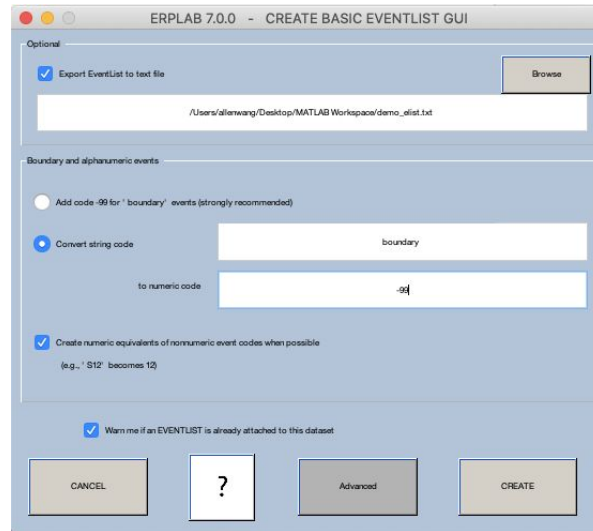 ERPLAB 7.0.0 - CREATE BASIC EVENTLIST GUI
Optional
Export EventList to text file
Browse
/Users/allenwang/Desktop/MATLAB Workspace/demo_elist.txt
Boundary and alphanumeric events
Add code -99 for ' boundary' events (strongly recommended)
Convert string code
boundary
to numeric code
-99
Create numeric equivalents of nonnumeric event codes when possible
(e.g., ' S12' becomes 12)
Warn me if an EVENTLIST is already attached to this dataset
CANCEL
?
Advanced
CREATE